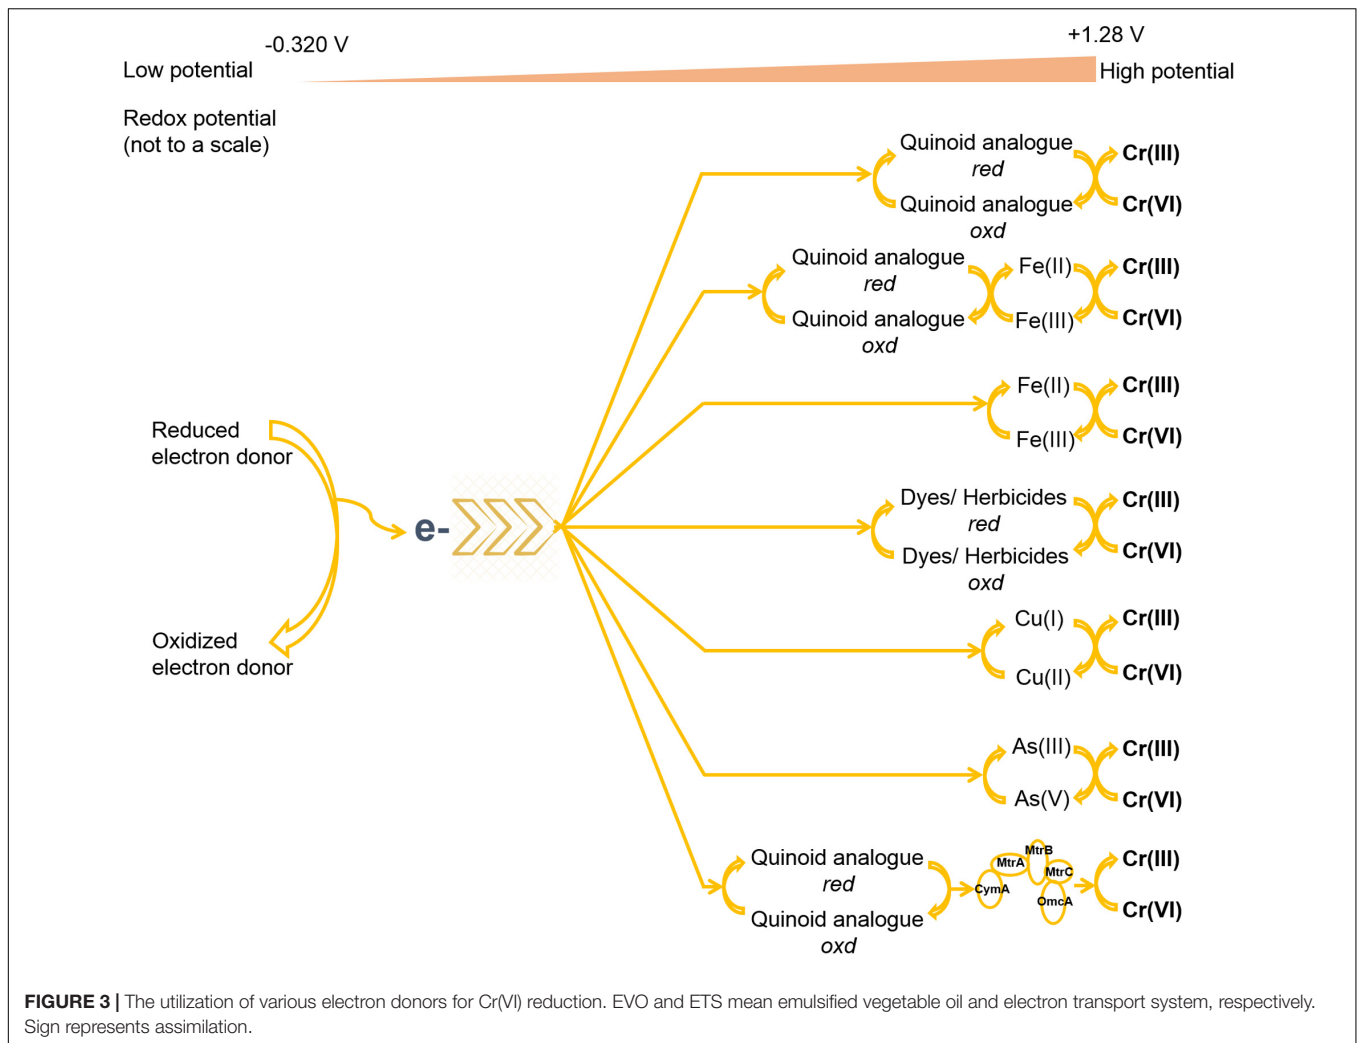 -0.320 V
+1.28 V
Low potential
High potential
Redox potential
(not to a scale)
Quinoid analogue
red
Quinoid analogue
oxd
Cr(III)
Cr(VI)
Quinoid analogue
red
Quinoid analogue
oxd
Fe(II)
Fe(III)
Cr(III)
Cr(VI)
Fe(II)
Fe(III)
Cr(III)
Cr(VI)
Reduced
electron donor
e-
Oxidized
electron donor
Dyes/ Herbicides
red
Dyes/ Herbicides
oxd
Cr(III)
Cr(VI)
Cu(I)
Cu(II)
Cr(III)
Cr(VI)
As(III)
As(V)
Cr(III)
Cr(VI)
Quinoid analogue
red
Quinoid analogue
oxd
CymA
MtrA
MtrB
MtrC
OmcA
Cr(III)
Cr(VI)
FIGURE 3 | The utilization of various electron donors for Cr(VI) reduction. EVO and ETS mean emulsified vegetable oil and electron transport system, respectively.
Sign represents assimilation.